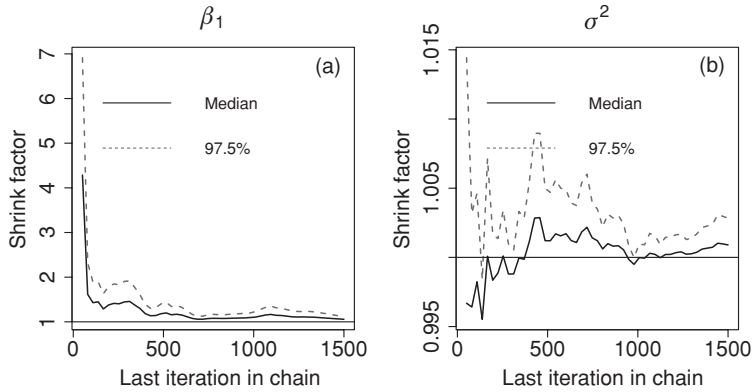 β1
σ2
(a)
Median
97.5%
Shrink factor
7
6
5
4
3
2
1
0
500
1000
1500
Last iteration in chain
(b)
Median
97.5%
Shrink factor
1.015
1.005
0.995
0
500
1000
1500
Last iteration in chain